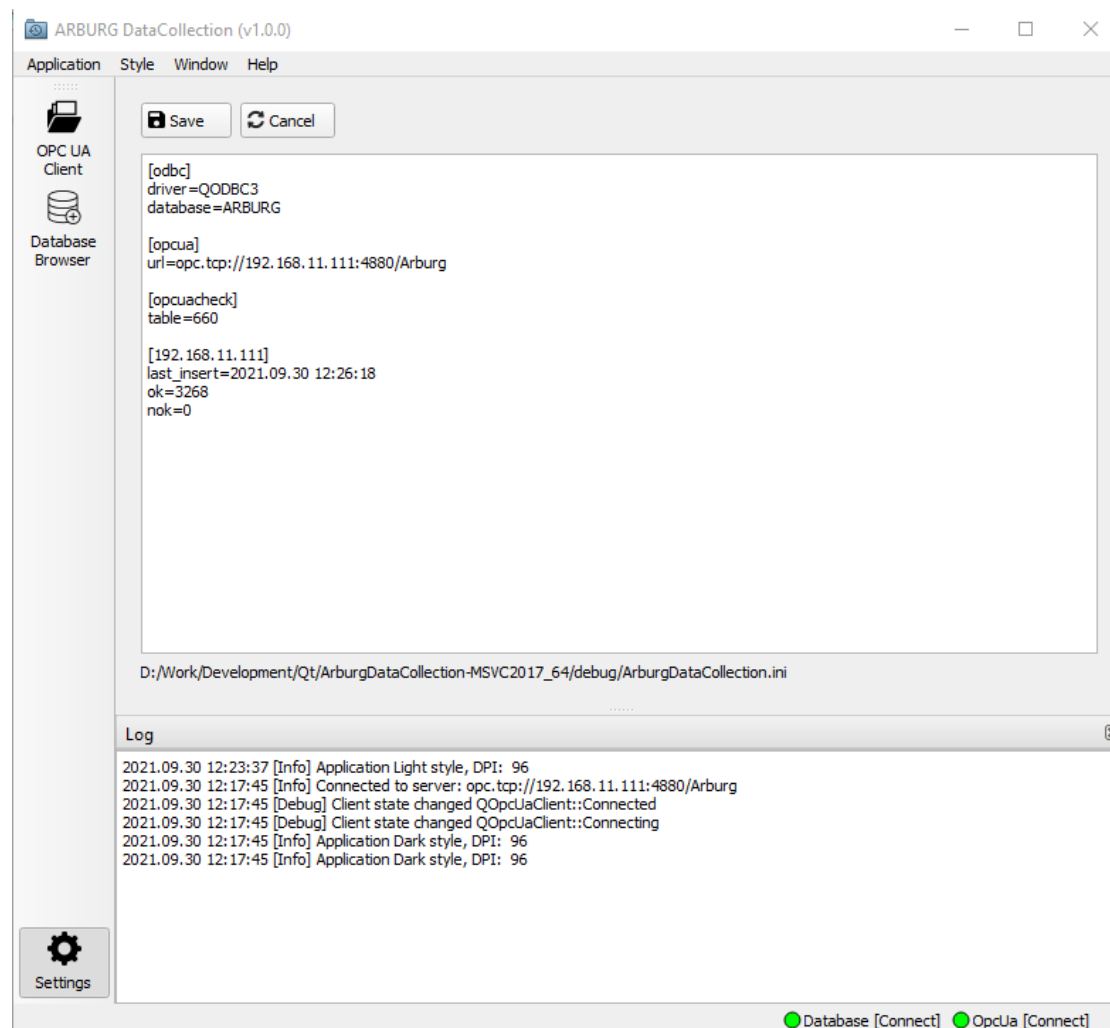 ARBURG DataCollection (v1.0.0)
Application Style Window Help
OPC UA
Client
Database
Browser
Save Cancel
[odbc]
driver=QODBC3
database=ARBURG
[opcua]
url=opc.tcp://192.168.11.111:4880/Arburg
[opcuacheck]
table=660
[192.168.11.111]
last_insert=2021.09.30 12:26:18
ok=3268
nok=0
D:/Work/Development/Qt/ArburgDataCollection-MSVC2017_64/debug/ArburgDataCollection.ini
Log
2021.09.30 12:23:37 [Info] Application Light style, DPI:  96
2021.09.30 12:17:45 [Info] Connected to server: opc.tcp://192.168.11.111:4880/Arburg
2021.09.30 12:17:45 [Debug] Client state changed QOpcUaClient::Connected
2021.09.30 12:17:45 [Debug] Client state changed QOpcUaClient::Connecting
2021.09.30 12:17:45 [Info] Application Dark style, DPI:  96
2021.09.30 12:17:45 [Info] Application Dark style, DPI:  96
Settings
Database [Connect] OpcUa [Connect]